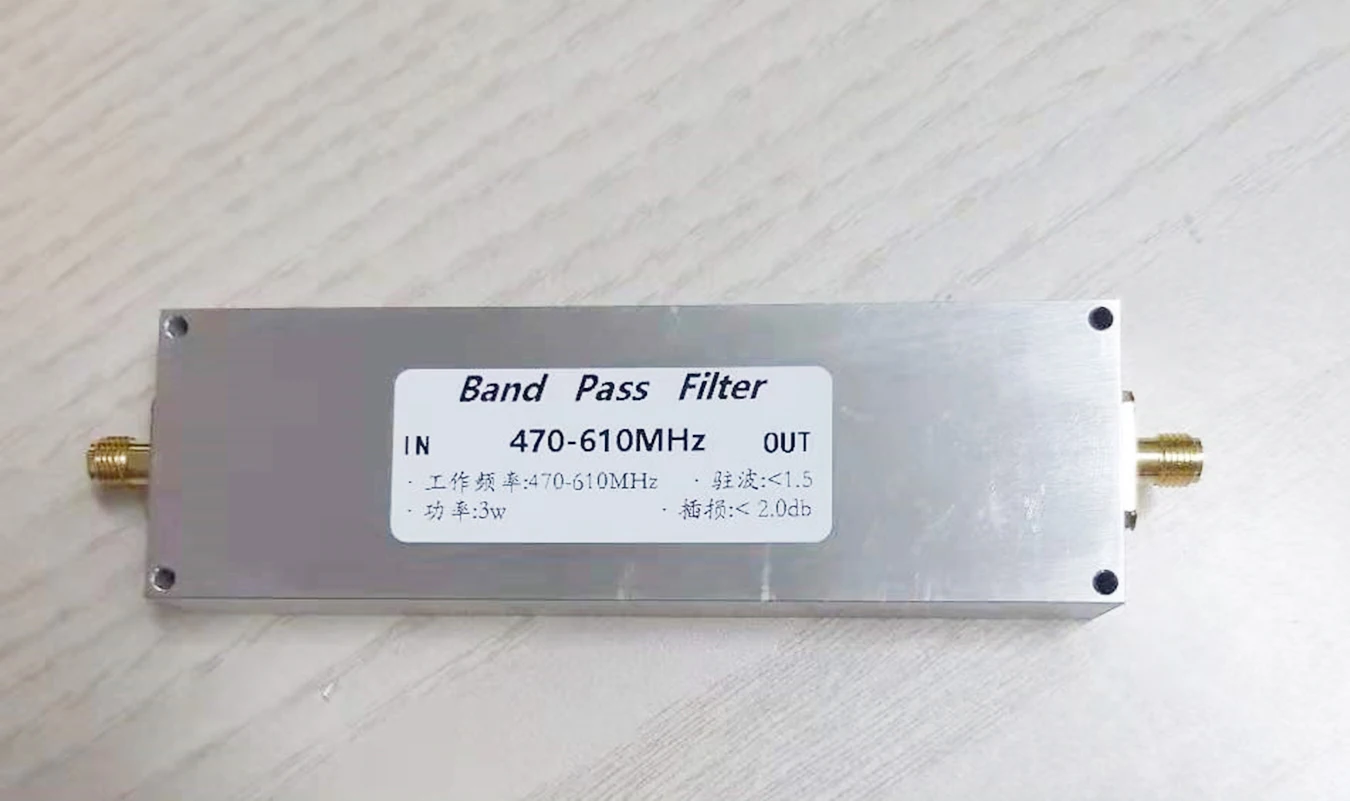 Band Pass Filter
IN 470-610MHz OUT
· 工作频率:470-610MHz · 驻波:<1.5
· 功率:3w · 插损:< 2.0db